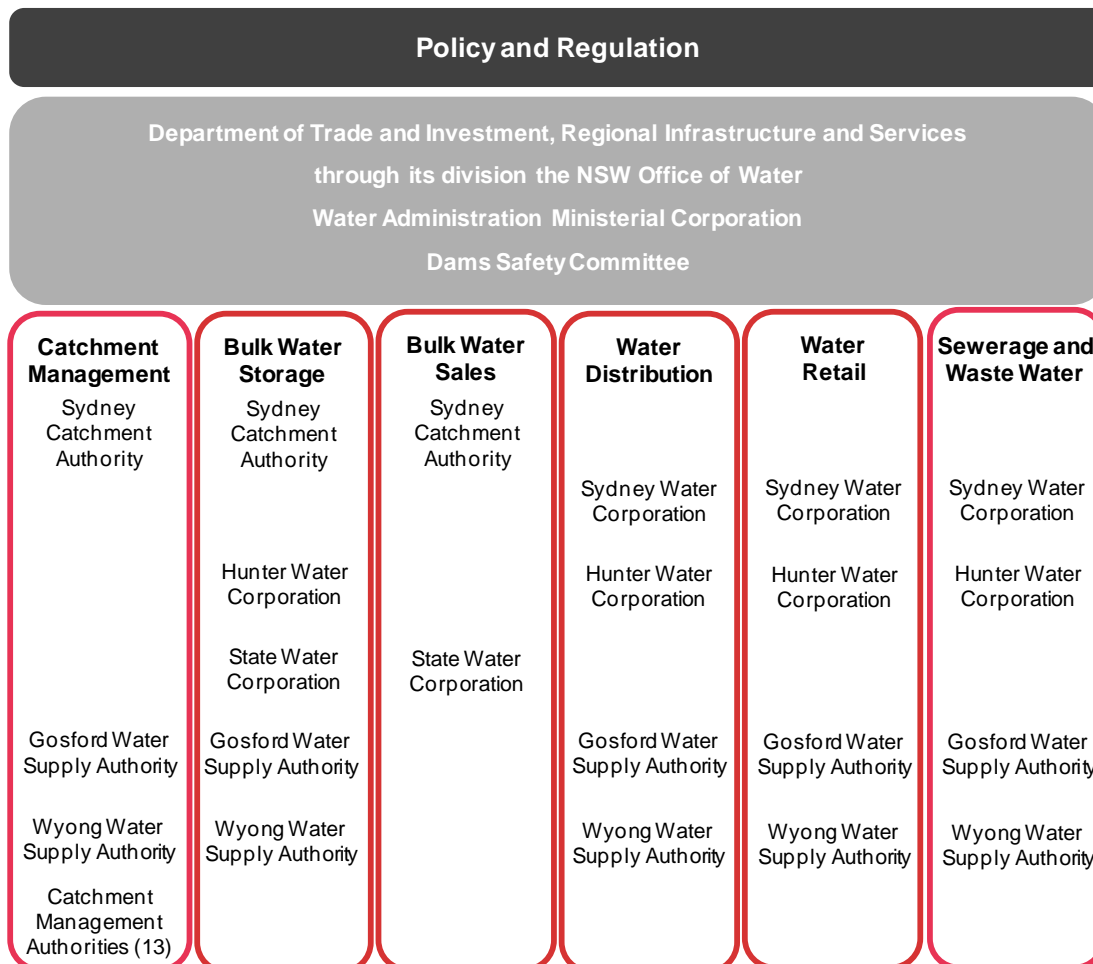 Policy and Regulation
Department of Trade and Investment, Regional Infrastructure and Services
through its division the NSW Office of Water
Water Administration Ministerial Corporation
Dams Safety Committee
Catchment
Management
Sydney
Catchment
Authority
Gosford Water
Supply Authority
Wyong Water
Supply Authority
Catchment
Management
Authorities (13)
Bulk Water
Storage
Sydney
Catchment
Authority
Hunter Water
Corporation
State Water
Corporation
Gosford Water
Supply Authority
Wyong Water
Supply Authority
Bulk Water
Sales
Sydney
Catchment
Authority
State Water
Corporation
Water
Distribution
Sydney Water
Corporation
Hunter Water
Corporation
Gosford Water
Supply Authority
Wyong Water
Supply Authority
Water
Retail
Sydney Water
Corporation
Hunter Water
Corporation
Gosford Water
Supply Authority
Wyong Water
Supply Authority
Sewerage and
Waste Water
Sydney Water
Corporation
Hunter Water
Corporation
Gosford Water
Supply Authority
Wyong Water
Supply Authority